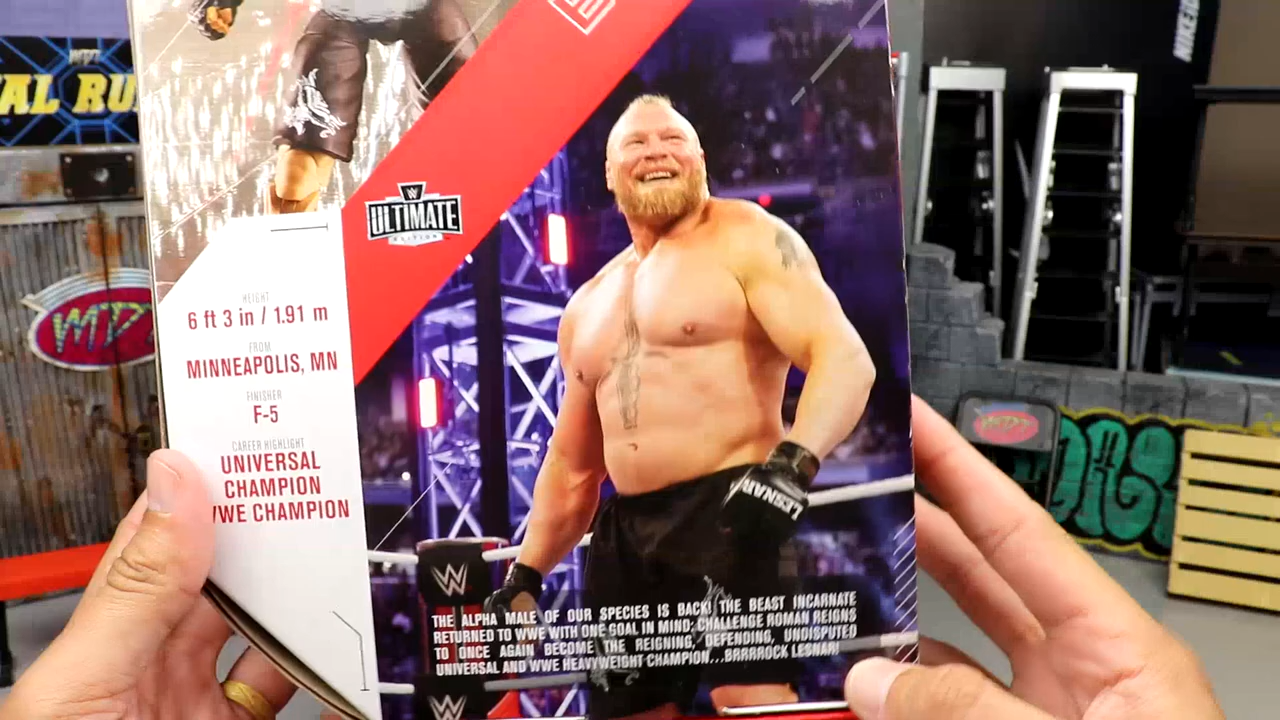 AL RU
W
ULTIMATE
EDITION
HEIGHT
6 ft 3 in / 1.91 m
FROM
MINNEAPOLIS, MN
FINISHER
F-5
CAREER HIGHLIGHT
UNIVERSAL
CHAMPION
WWE CHAMPION
LESNAR
W
THE ALPHA MALE OF OUR SPECIES IS BACK! THE BEAST INCARNATE
RETURNED TO WWE WITH ONE GOAL IN MIND; CHALLENGE ROMAN REIGNS
TO ONCE AGAIN BECOME THE REIGNING, DEFENDING, UNDISPUTED
UNIVERSAL AND WWE HEAVYWEIGHT CHAMPION...BRRRROCK LESNAR!
W